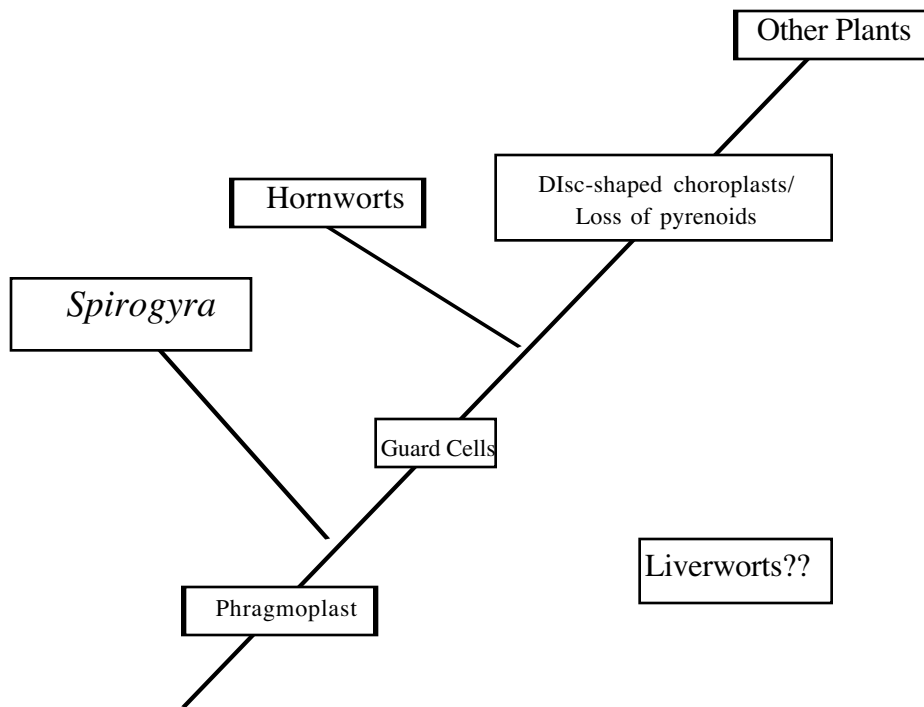 Other Plants
DIsc-shaped choroplasts/
Loss of pyrenoids
Hornworts
Spirogyra
Guard Cells
Liverworts??
Phragmoplast